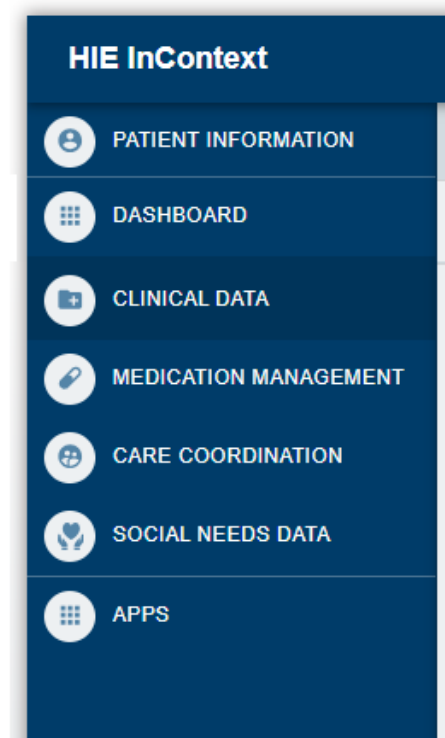 HIE InContext
PATIENT INFORMATION
DASHBOARD
CLINICAL DATA
MEDICATION MANAGEMENT
CARE COORDINATION
SOCIAL NEEDS DATA
APPS